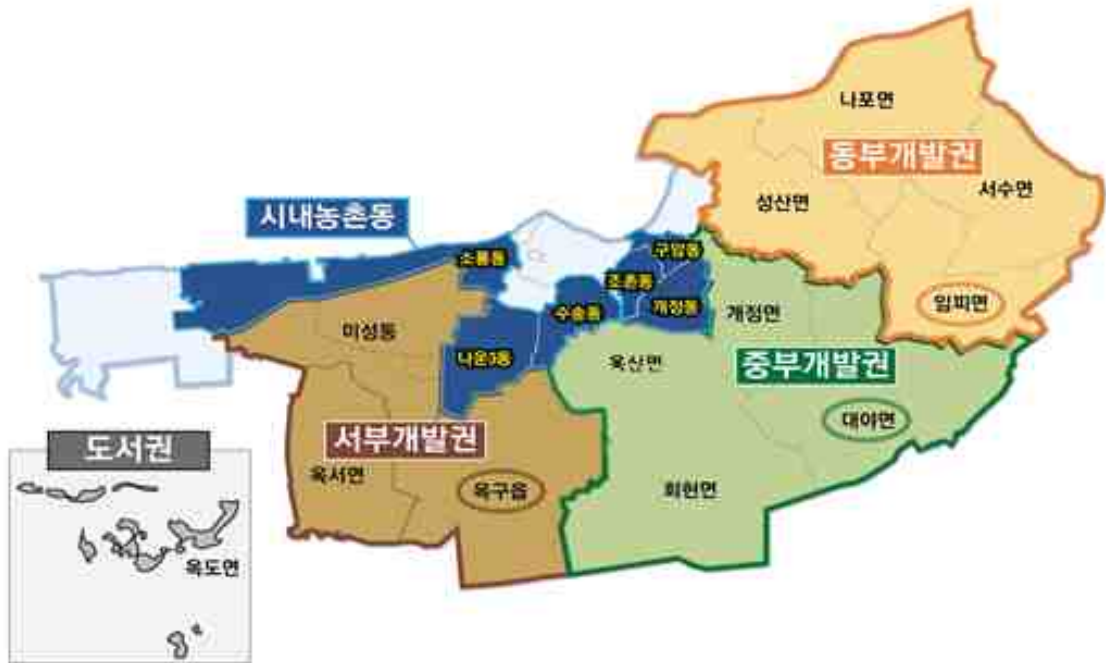 나포면
동부개발권
성산면
서수면
임피면
시내농촌동
소룡동
구암동
조촌동
수송동
개정동
나운3동
미성동
개정면
옥산면
중부개발권
대야면
회현면
서부개발권
옥서면
옥구읍
도서권
옥도면